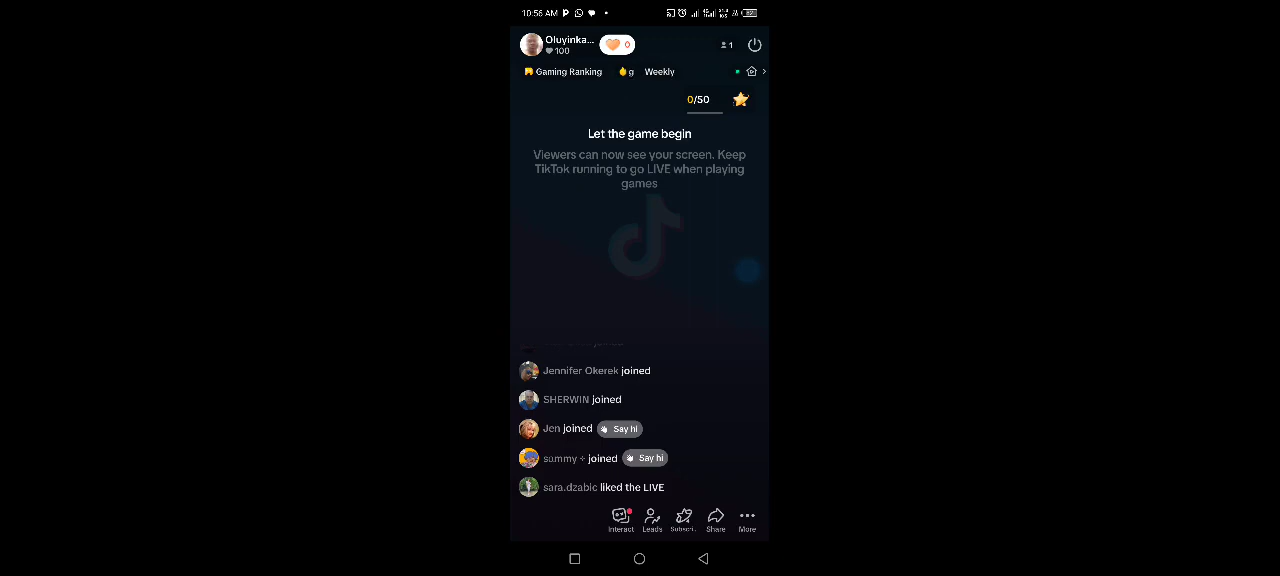 10:56 AM
Oluyinka...
100
0
1
Gaming Ranking
g
Weekly
0/50
Let the game begin
Viewers can now see your screen. Keep
TikTok running to go LIVE when playing
games
Jennifer Okerek joined
SHERWIN joined
Jen joined Say hi
sammy ÷ joined Say hi
sara.dzabic liked the LIVE
Interact
Leads
Subscri..
Share
More